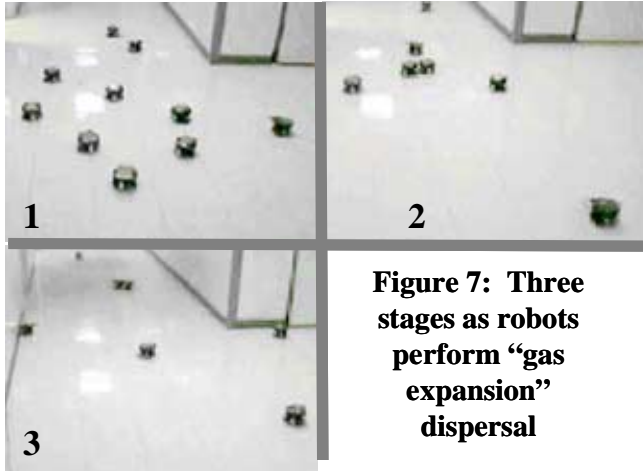 1
2
3
Figure 7: Three
stages as robots
perform “gas
expansion”
dispersal